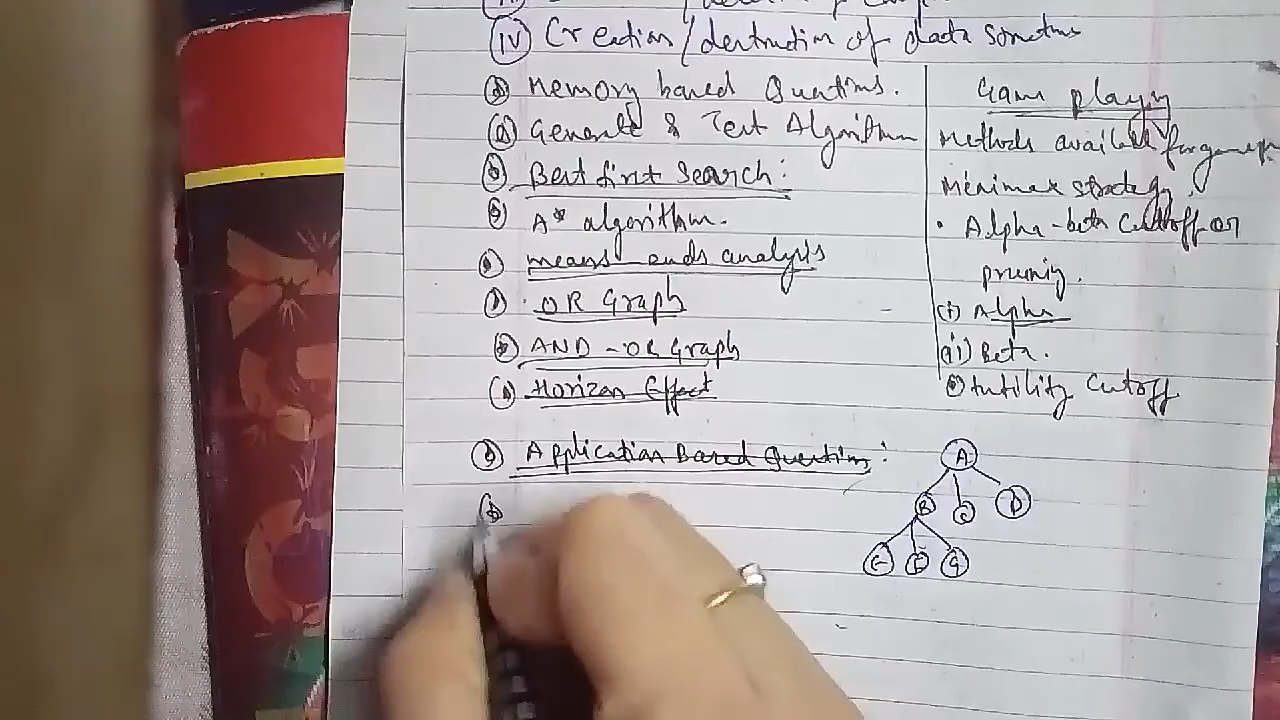 (IV) Creation / destruction of data structures
Memory based Questions.
Generate & Test Algorithm
Best first Search:
A* algorithm.
means ends analysis
OR Graph
AND-OR Graph
Horizan Effect
Application Based Questions:
Game playing
Methods available for game
Minimax strategy.
• Alpha-beta Cutoff or
pruning.
(i) Alpha
(ii) Beta.
futility Cutoff
A
B C D
E F G